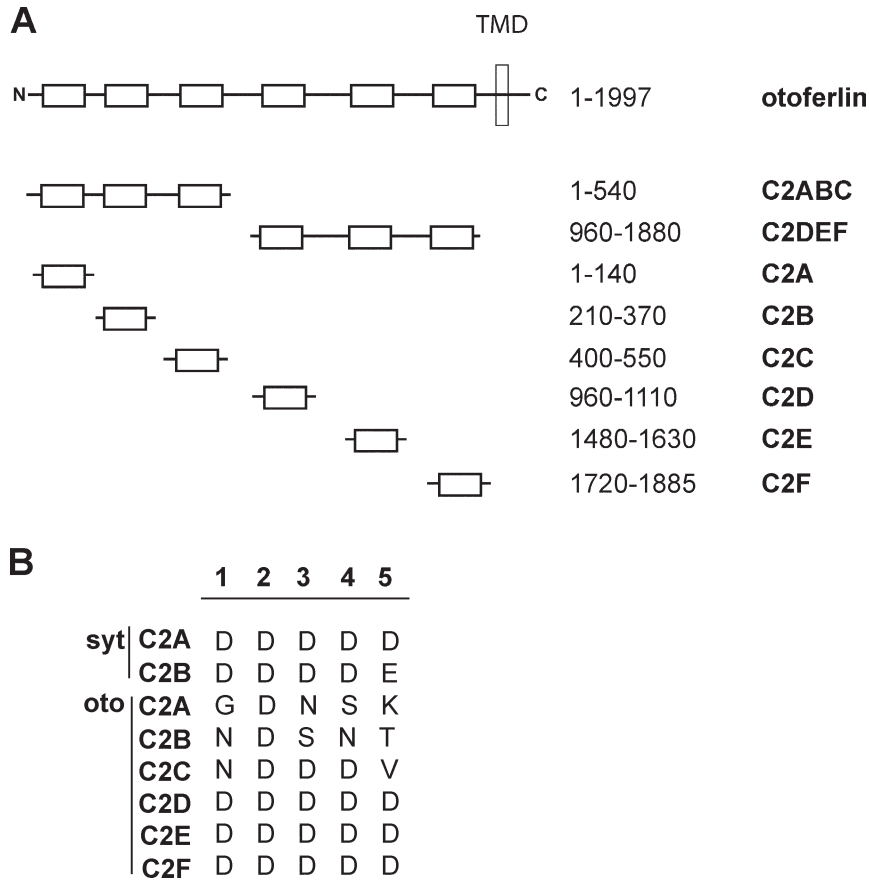 A
TMD
N C 1-1997 otoferlin
1-540 C2ABC
960-1880 C2DEF
1-140 C2A
210-370 C2B
400-550 C2C
960-1110 C2D
1480-1630 C2E
1720-1885 C2F
B
1 2 3 4 5
syt C2A D D D D D
C2B D D D D E
oto C2A G D N S K
C2B N D S N T
C2C N D D D V
C2D D D D D D
C2E D D D D D
C2F D D D D D